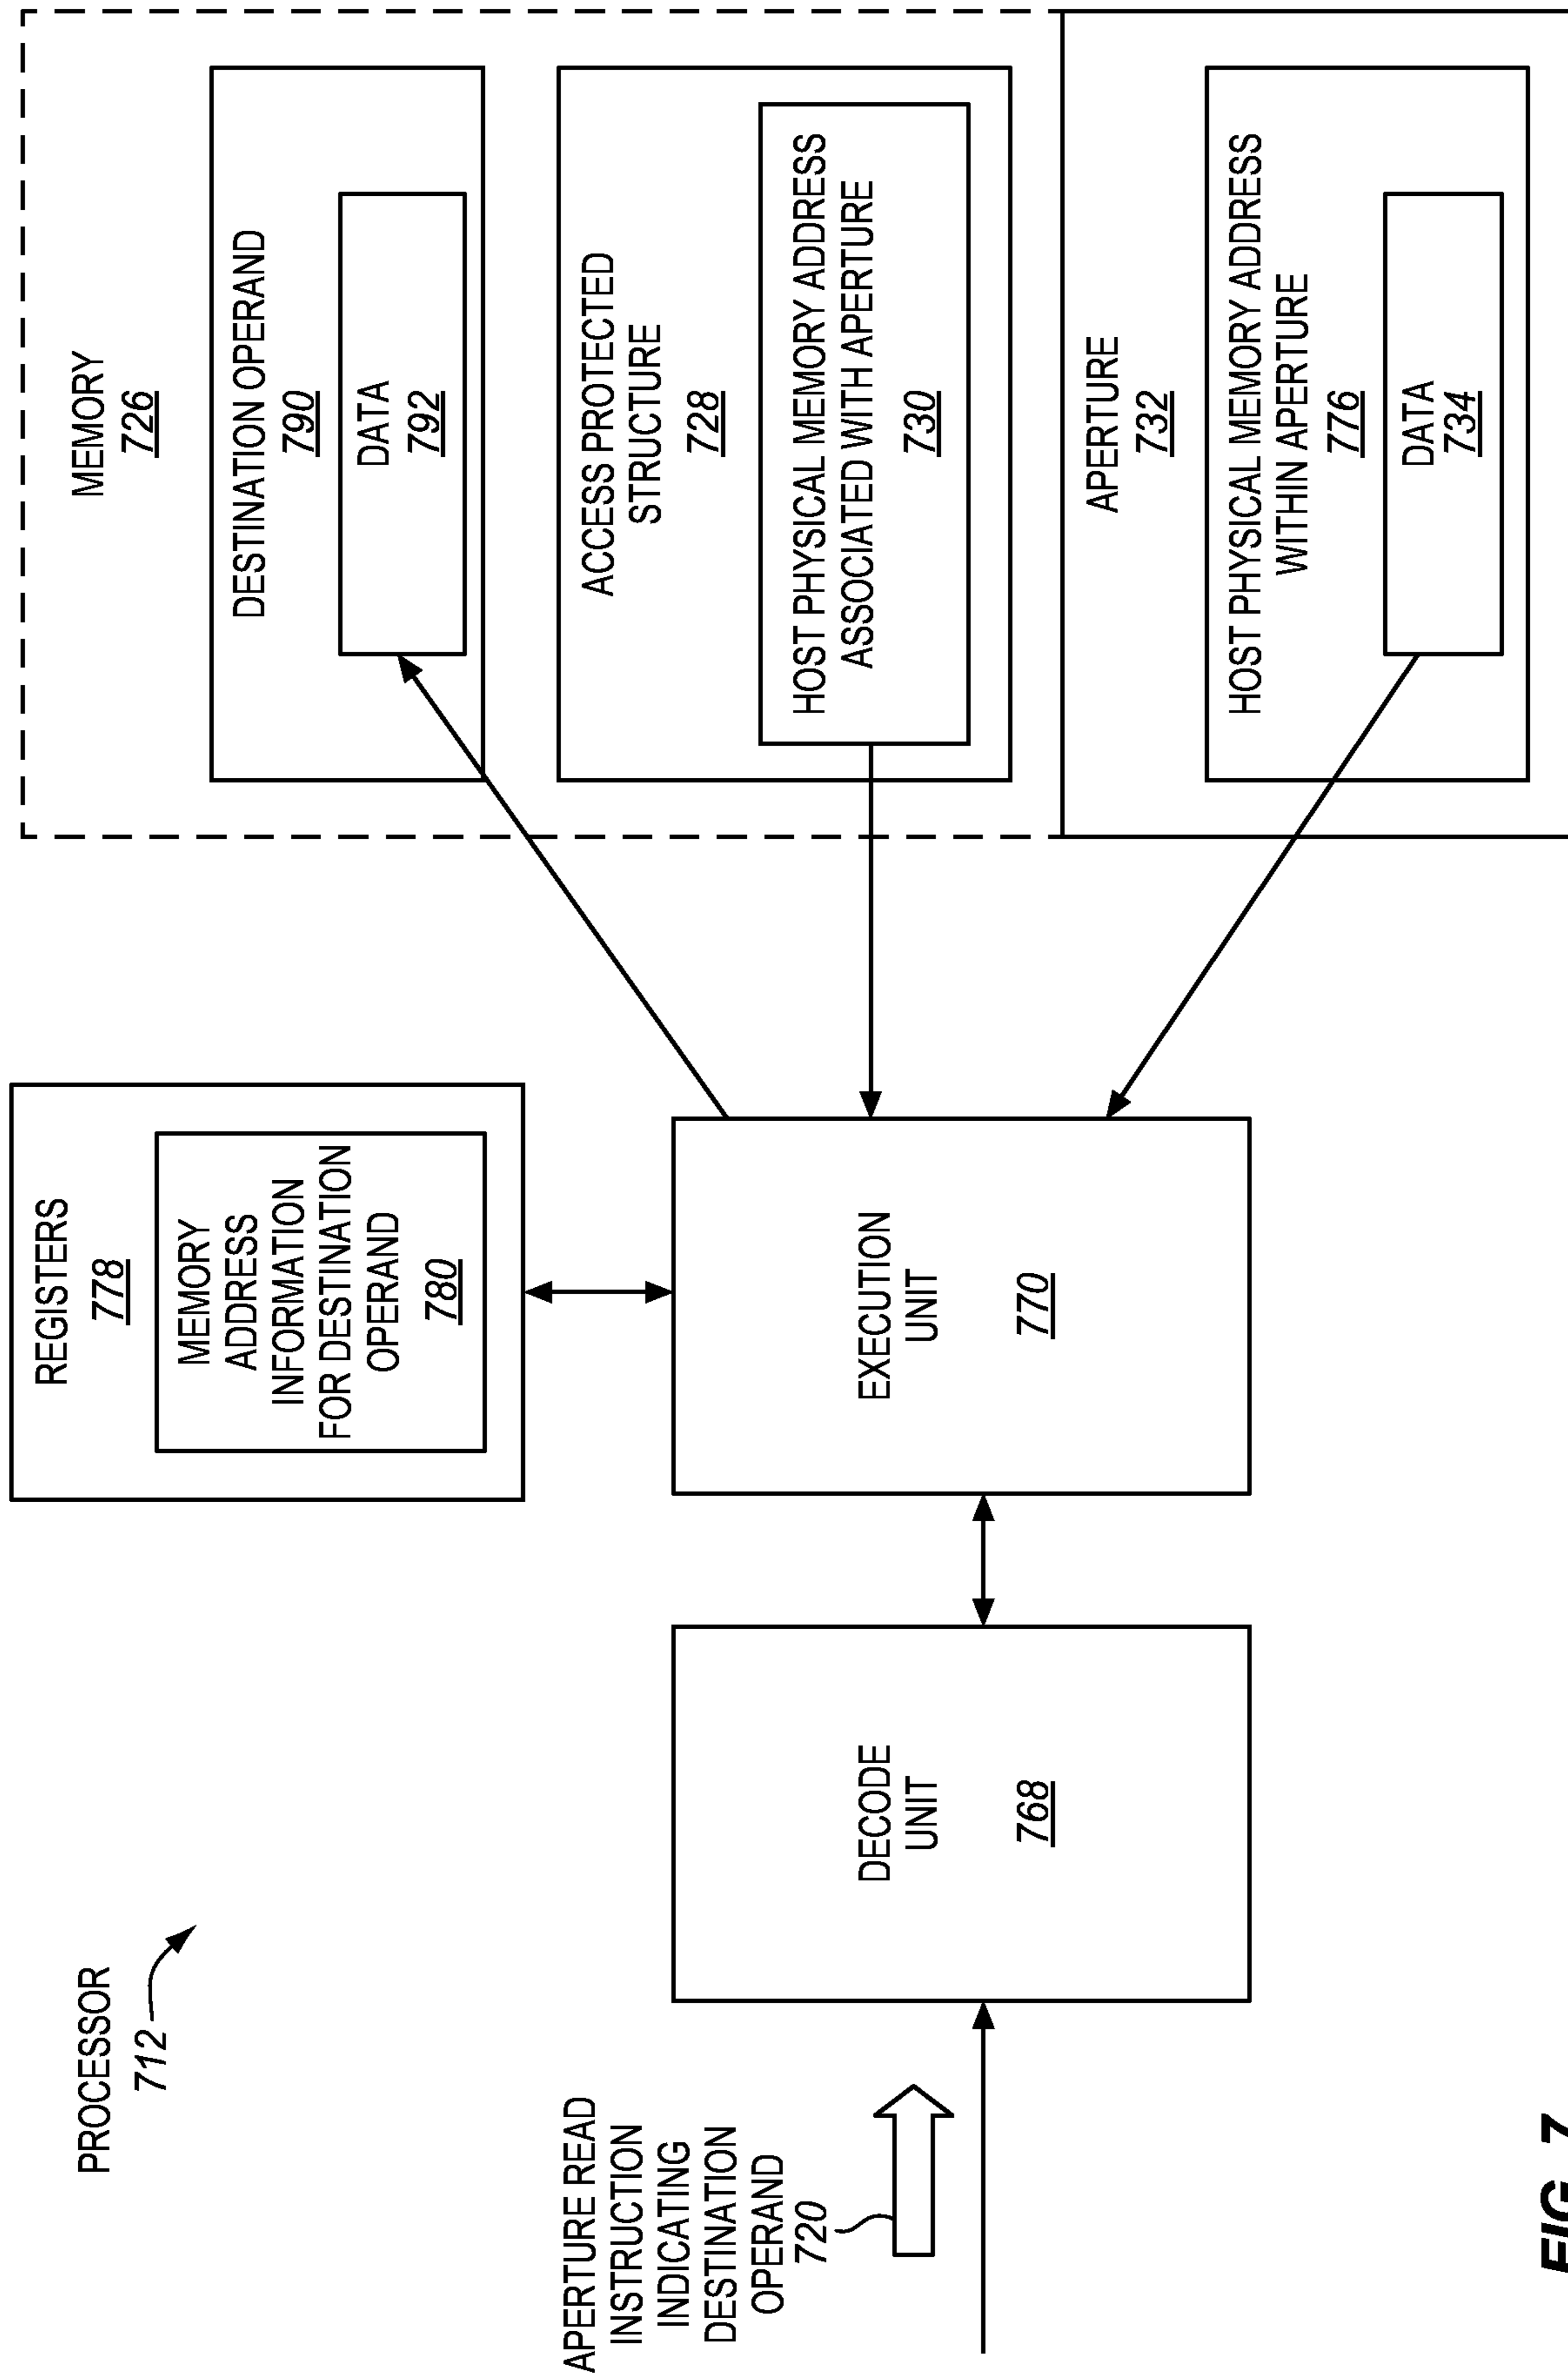 PROCESSOR
712
APERTURE READ
INSTRUCTION
INDICATING
DESTINATION
OPERAND
720
DECODE
UNIT
768
EXECUTION
UNIT
770
REGISTERS
778
MEMORY
ADDRESS
INFORMATION
FOR DESTINATION
OPERAND
780
MEMORY
726
DESTINATION OPERAND
790
DATA
792
ACCESS PROTECTED
STRUCTURE
728
HOST PHYSICAL MEMORY ADDRESS
ASSOCIATED WITH APERTURE
730
APERTURE
732
HOST PHYSICAL MEMORY ADDRESS
WITHIN APERTURE
776
DATA
734
FIG. 7